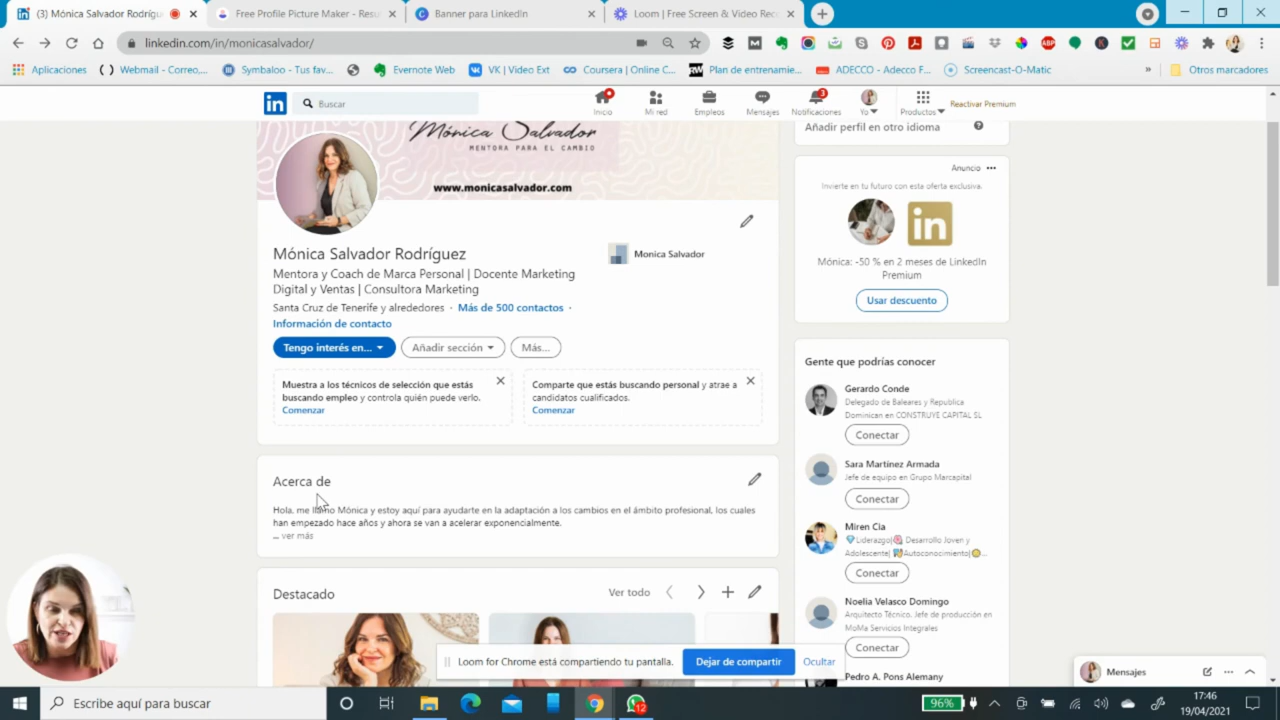 (3) Mónica Salvador Rodrígu
Free Profile Picture Maker - Resu
Banner para LinkedIn
Loom | Free Screen & Video Reco
linkedin.com/in/monicasalvador/
Aplicaciones
Webmail - Correo,...
Symbaloo - Tus fav...
Evernote Web
VK | Video Ext
Coursera | Online C...
Plan de entrenamie...
ADECCO - Adecco F...
Screencast-O-Matic
Otros marcadores
Buscar
Inicio
Mi red
Empleos
Mensajes
3
Notificaciones
Yo
Productos
Reactivar Premium
Mónica Salvador
MENTORA PARA EL CAMBIO
www.monicasalvador.com
Mónica Salvador Rodríguez
Monica Salvador
Mentora y Coach de Marca Personal | Docente Marketing
Digital y Ventas | Consultora Marketing
Santa Cruz de Tenerife y alrededores · Más de 500 contactos ·
Información de contacto
Tengo interés en...
Añadir sección
Más...
Muestra a los técnicos de selección que estás
buscando empleo y controla quién puede verlo.
Comenzar
Comparte que estás buscando personal y atrae a
candidatos cualificados.
Comenzar
Acerca de
Hola, me llamo Mónica y estoy aquí para ayudarte en la adaptación a los cambios en el ámbito profesional, los cuales
han empezado hace años y ahora se van a acelerar exponencialmente.
... ver más
Destacado
Ver todo
Añadir perfil en otro idioma
Anuncio
Invierte en tu futuro con esta oferta exclusiva.
Mónica: -50 % en 2 meses de LinkedIn
Premium
Usar descuento
Gente que podrías conocer
Gerardo Conde
Delegado de Baleares y Republica
Dominican en CONSTRUYE CAPITAL SL
Conectar
Sara Martínez Armada
Jefe de equipo en Grupo Marcapital
Conectar
Miren Cia
💎Liderazgo|🧠 Desarrollo Joven y
Adolescente| Autoconocimiento|...
Conectar
Noelia Velasco Domingo
Arquitecto Técnico. Jefe de producción en
MoMa Servicios Integrales
Conectar
Pedro A. Pons Alemany
Loom for Chrome está compartiendo tu pantalla.
Dejar de compartir
Ocultar
Mensajes
Escribe aquí para buscar
12
96%
17:46
19/04/2021